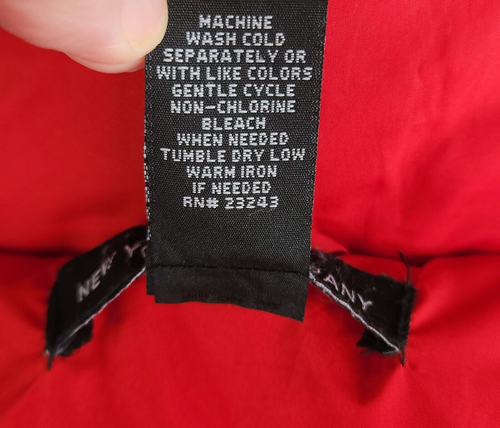 MACHINE
WASH COLD
SEPARATELY OR
WITH LIKE COLORS
GENTLE CYCLE
NON-CHLORINE
BLEACH
WHEN NEEDED
TUMBLE DRY LOW
WARM IRON
IF NEEDED
RN# 23243
NEW